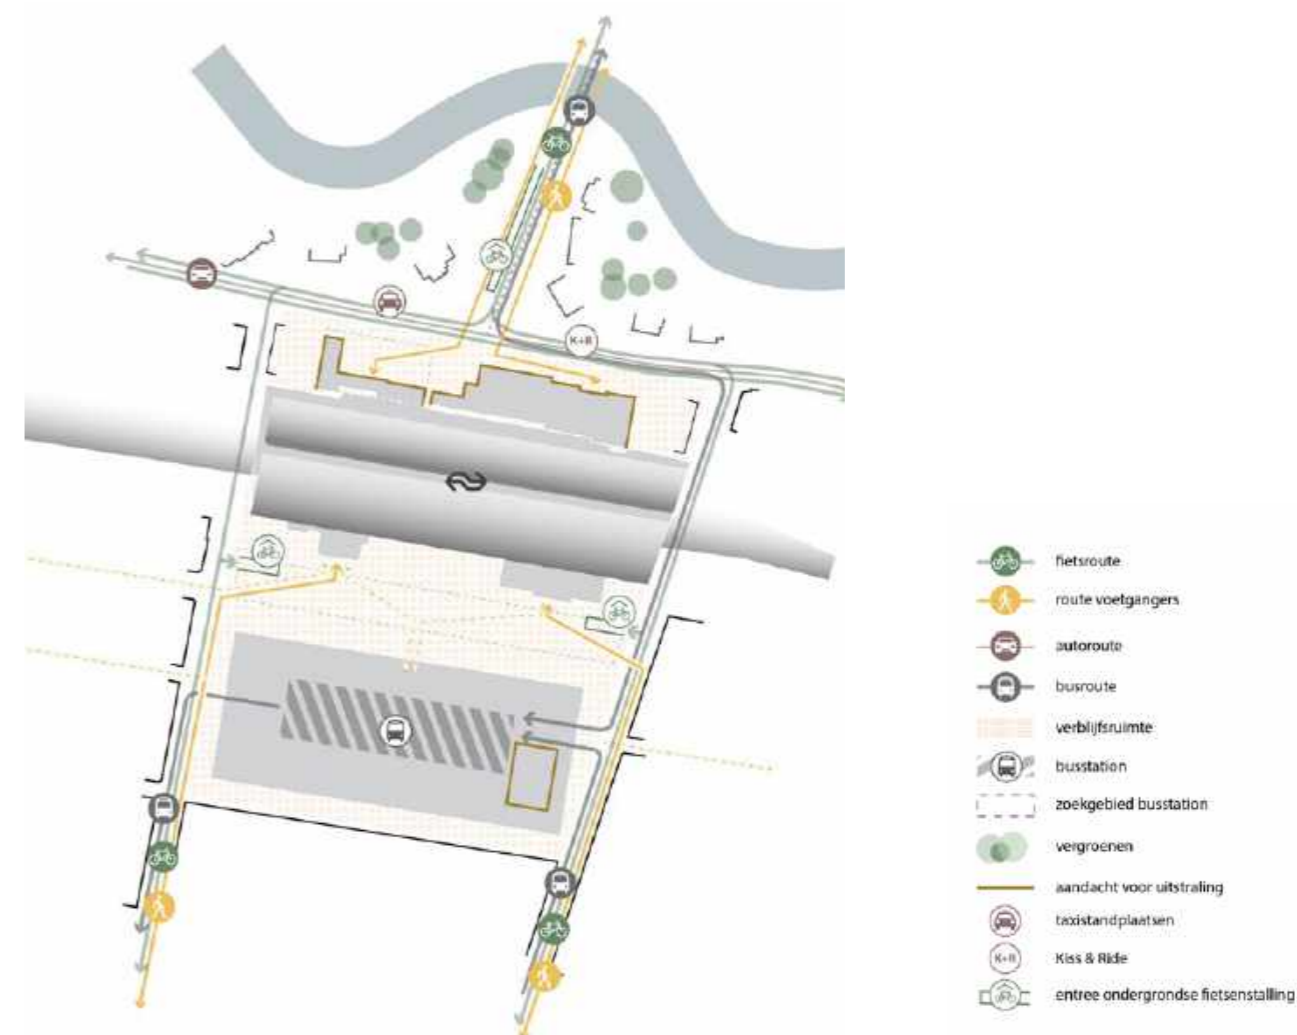 K+R
fietsroute
route voetgangers
autoroute
busroute
verblijfsruimte
busstation
zoekgebied busstation
vergroenen
aandacht voor uitstraling
taxistandplaatsen
K+R
Kiss & Ride
entree ondergrondse fietsenstalling